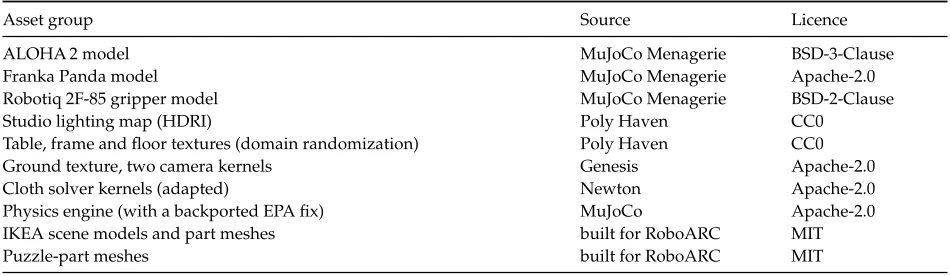 Asset group Source Licence
ALOHA 2 model MuJoCo Menagerie BSD-3-Clause
Franka Panda model MuJoCo Menagerie Apache-2.0
Robotiq 2F-85 gripper model MuJoCo Menagerie BSD-2-Clause
Studio lighting map (HDRI) Poly Haven CC0
Table, frame and floor textures (domain randomization) Poly Haven CC0
Ground texture, two camera kernels Genesis Apache-2.0
Cloth solver kernels (adapted) Newton Apache-2.0
Physics engine (with a backported EPA fix) MuJoCo Apache-2.0
IKEA scene models and part meshes built for RoboARC MIT
Puzzle-part meshes built for RoboARC MIT